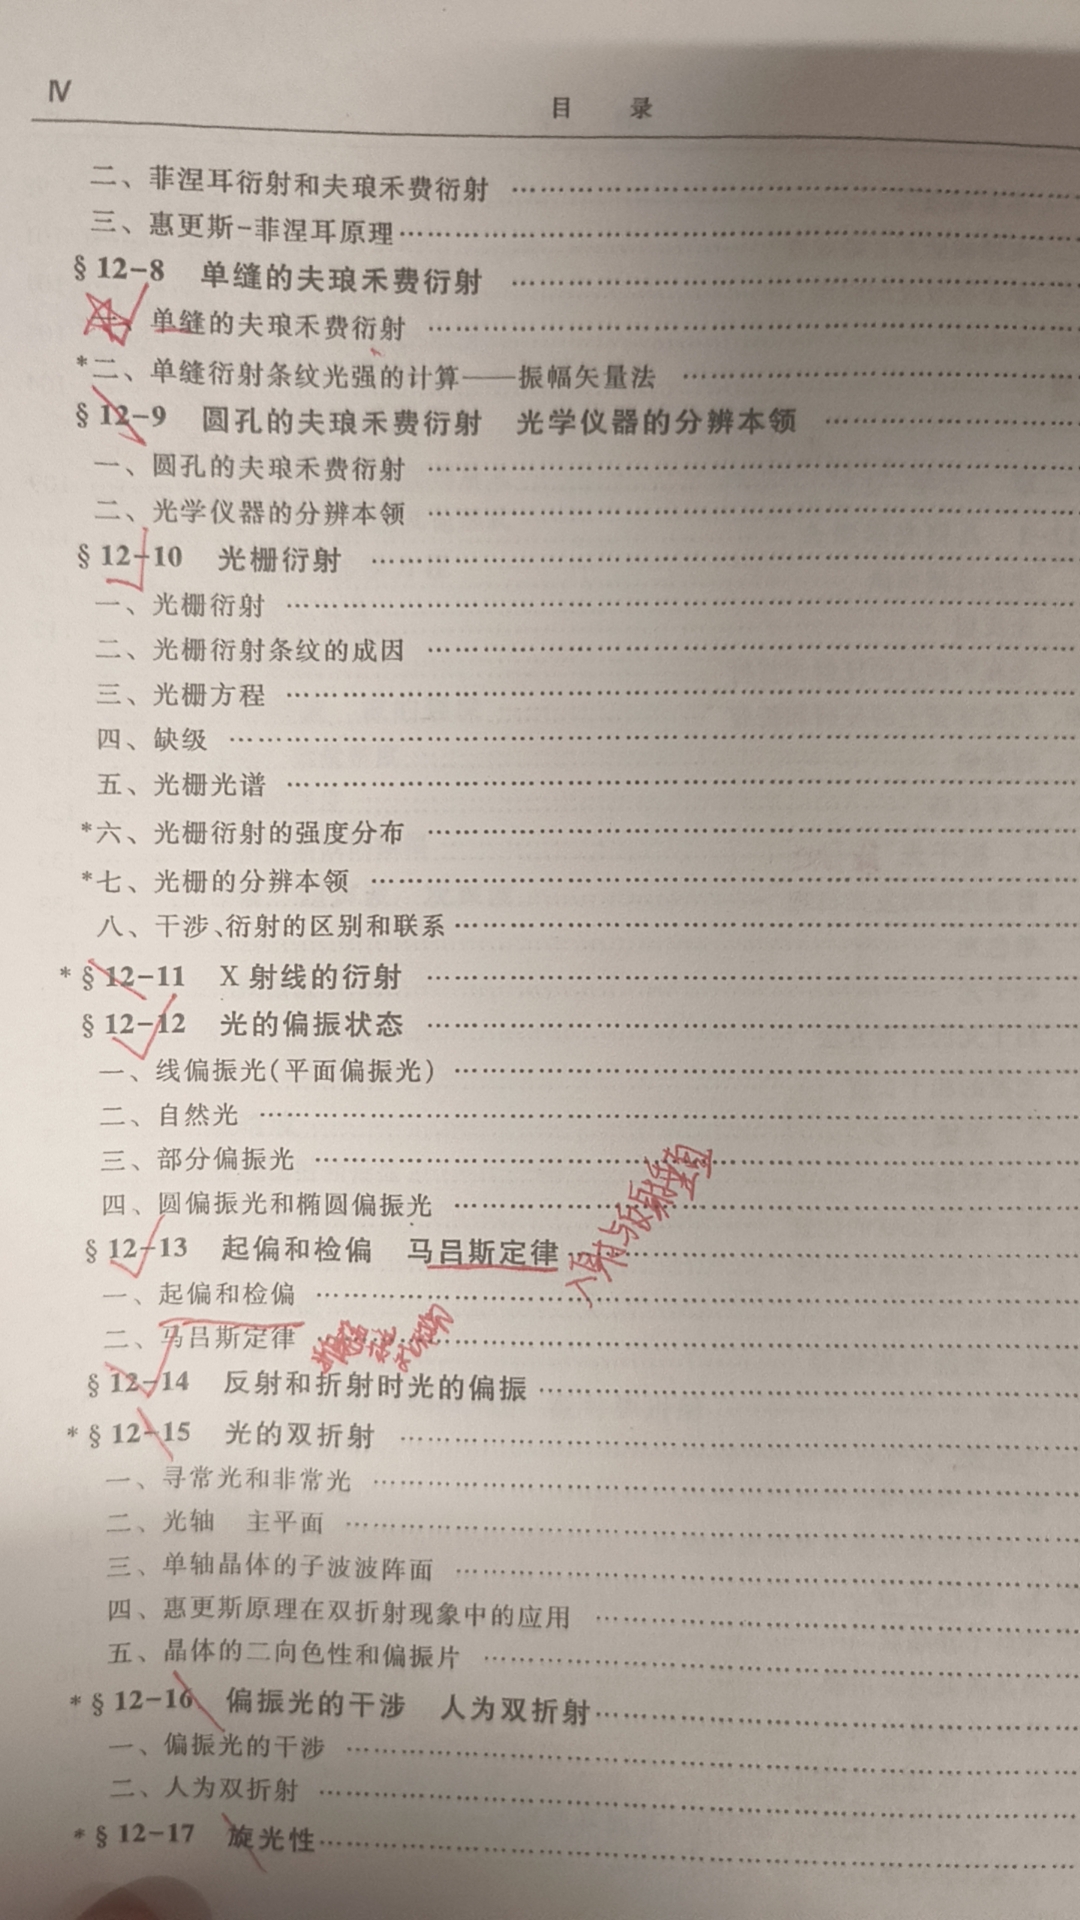 Ⅳ
目 录
二、菲涅耳衍射和夫琅禾费衍射 ……
三、惠更斯-菲涅耳原理……
§12-8 单缝的夫琅禾费衍射 ……
一、单缝的夫琅禾费衍射 ……
*二、单缝衍射条纹光强的计算——振幅矢量法 ……
§12-9 圆孔的夫琅禾费衍射 光学仪器的分辨本领 ……
一、圆孔的夫琅禾费衍射 ……
二、光学仪器的分辨本领 ……
§12-10 光栅衍射 ……
一、光栅衍射 ……
二、光栅衍射条纹的成因 ……
三、光栅方程 ……
四、缺级 ……
五、光栅光谱 ……
*六、光栅衍射的强度分布 ……
*七、光栅的分辨本领 ……
八、干涉、衍射的区别和联系……
*§12-11 X射线的衍射 ……
§12-12 光的偏振状态 ……
一、线偏振光(平面偏振光) ……
二、自然光 ……
三、部分偏振光 ……
四、圆偏振光和椭圆偏振光 ……
§12-13 起偏和检偏 马吕斯定律……
入射与反射垂直
一、起偏和检偏 ……
二、马吕斯定律 ……
§12-14 反射和折射时光的偏振 ……
*§12-15 光的双折射 ……
一、寻常光和非常光 ……
二、光轴 主平面 ……
三、单轴晶体的子波波阵面 ……
四、惠更斯原理在双折射现象中的应用 ……
五、晶体的二向色性和偏振片 ……
*§12-16 偏振光的干涉 人为双折射……
一、偏振光的干涉 ……
二、人为双折射 ……
*§12-17 旋光性……